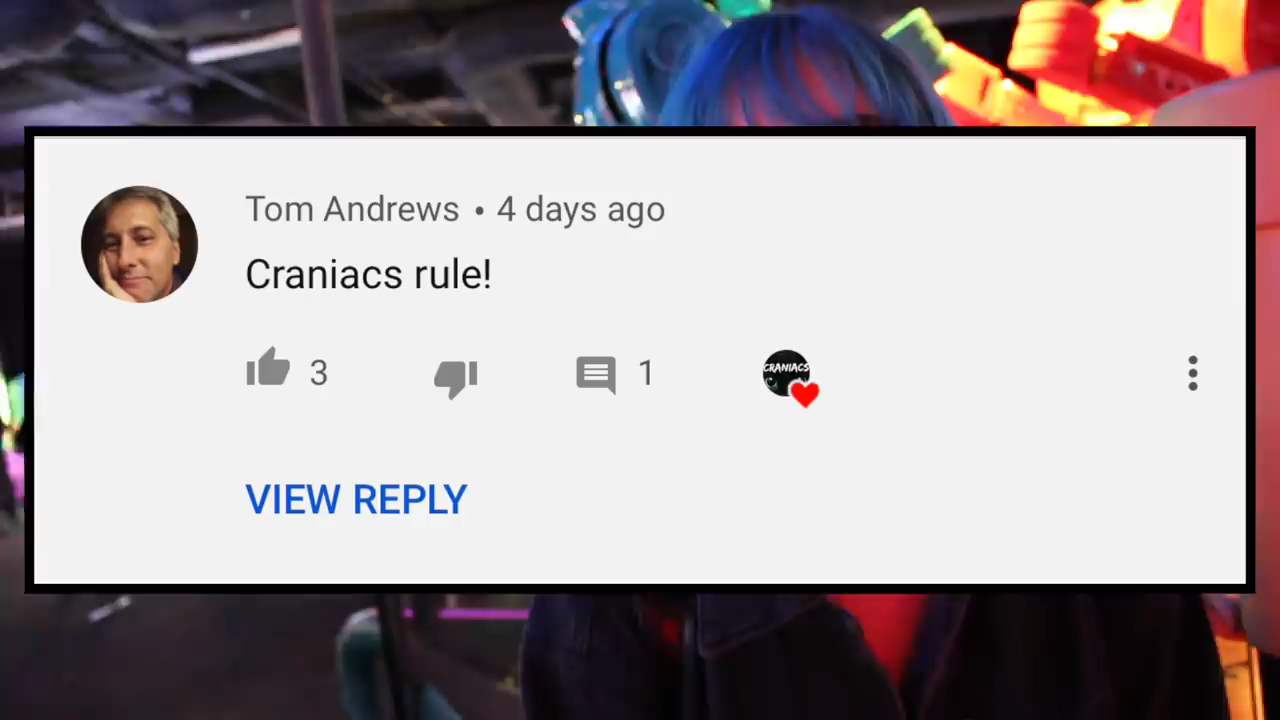 Tom Andrews • 4 days ago
Craniacs rule!
3
1
CRANIACS
VIEW REPLY